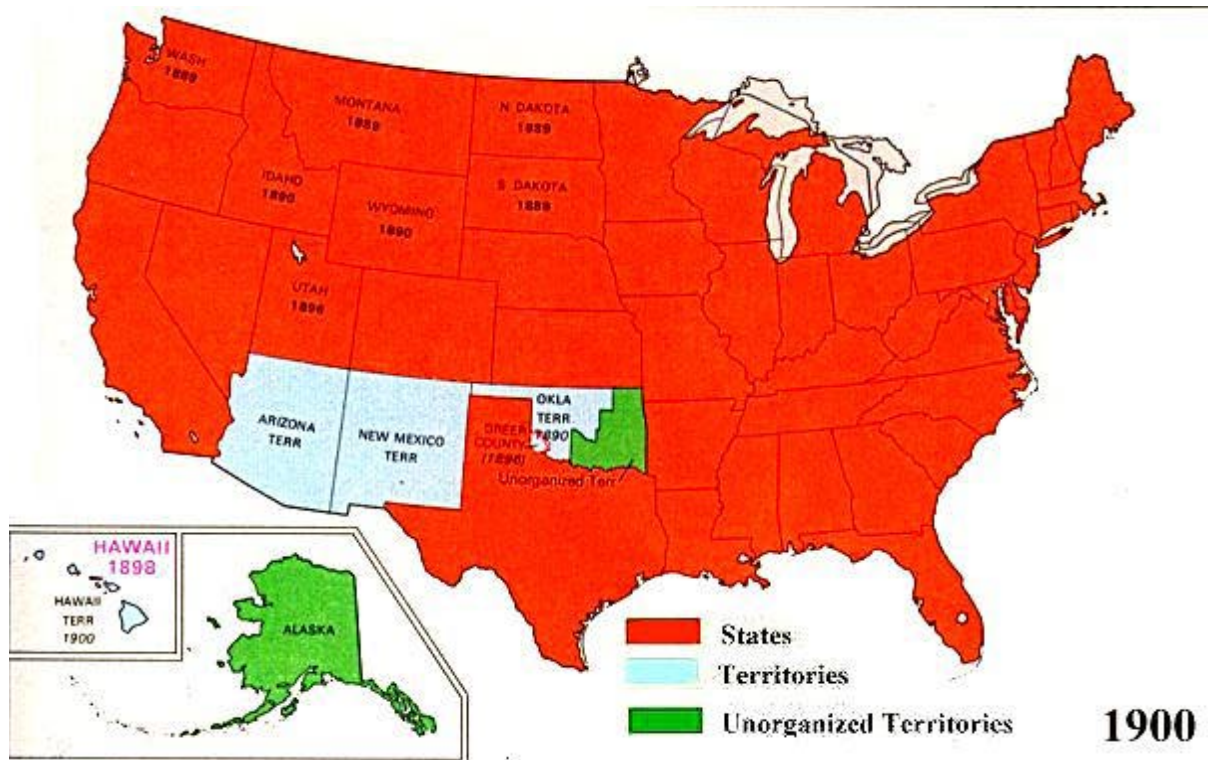 WASH
1889
MONTANA
1889
N. DAKOTA
1889
IDAHO
1890
WYOMING
1890
S. DAKOTA
1889
UTAH
1896
ARIZONA
TERR
NEW MEXICO
TERR
OKLA
TERR
1890
GREER
COUNTY
(1896)
Unorganized Terr
HAWAII
1898
HAWAII
TERR
1900
ALASKA
States
Territories
Unorganized Territories
1900